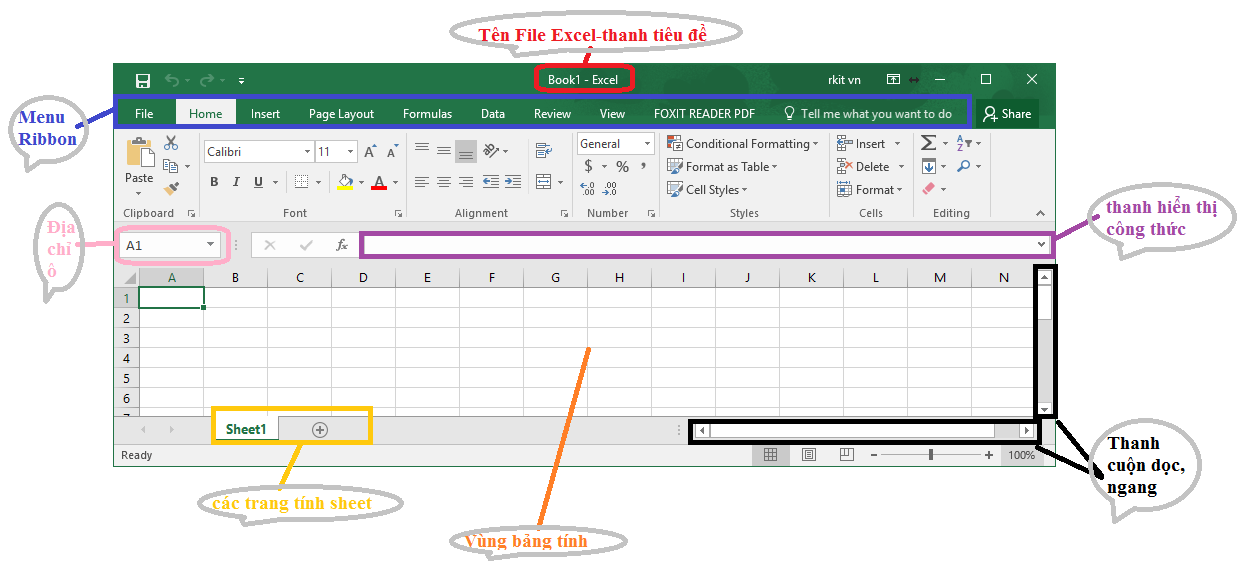 Tên File Excel-thanh tiêu đề
Book1 - Excel
rkit vn
Menu
Ribbon
File Home Insert Page Layout Formulas Data Review View FOXIT READER PDF Tell me what you want to do Share
Calibri 11
General
Conditional Formatting
Insert
Paste
Format as Table
Delete
B I U
$ % ,
Cell Styles
Format
Clipboard Font Alignment Number Styles Cells Editing
Địa
chỉ
ô
A1
fx
thanh hiển thị
công thức
A B C D E F G H I J K L M N
1
2
3
4
5
6
7
Sheet1
Ready
100%
Thanh
cuộn dọc,
ngang
các trang tính sheet
Vùng bảng tính